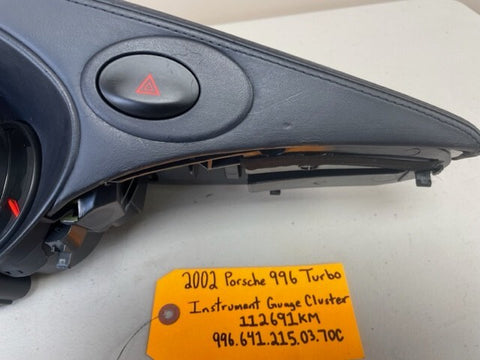 2002 Porsche 996 Turbo
Instrument Guage Cluster
112691KM
996.641.215.03.70C